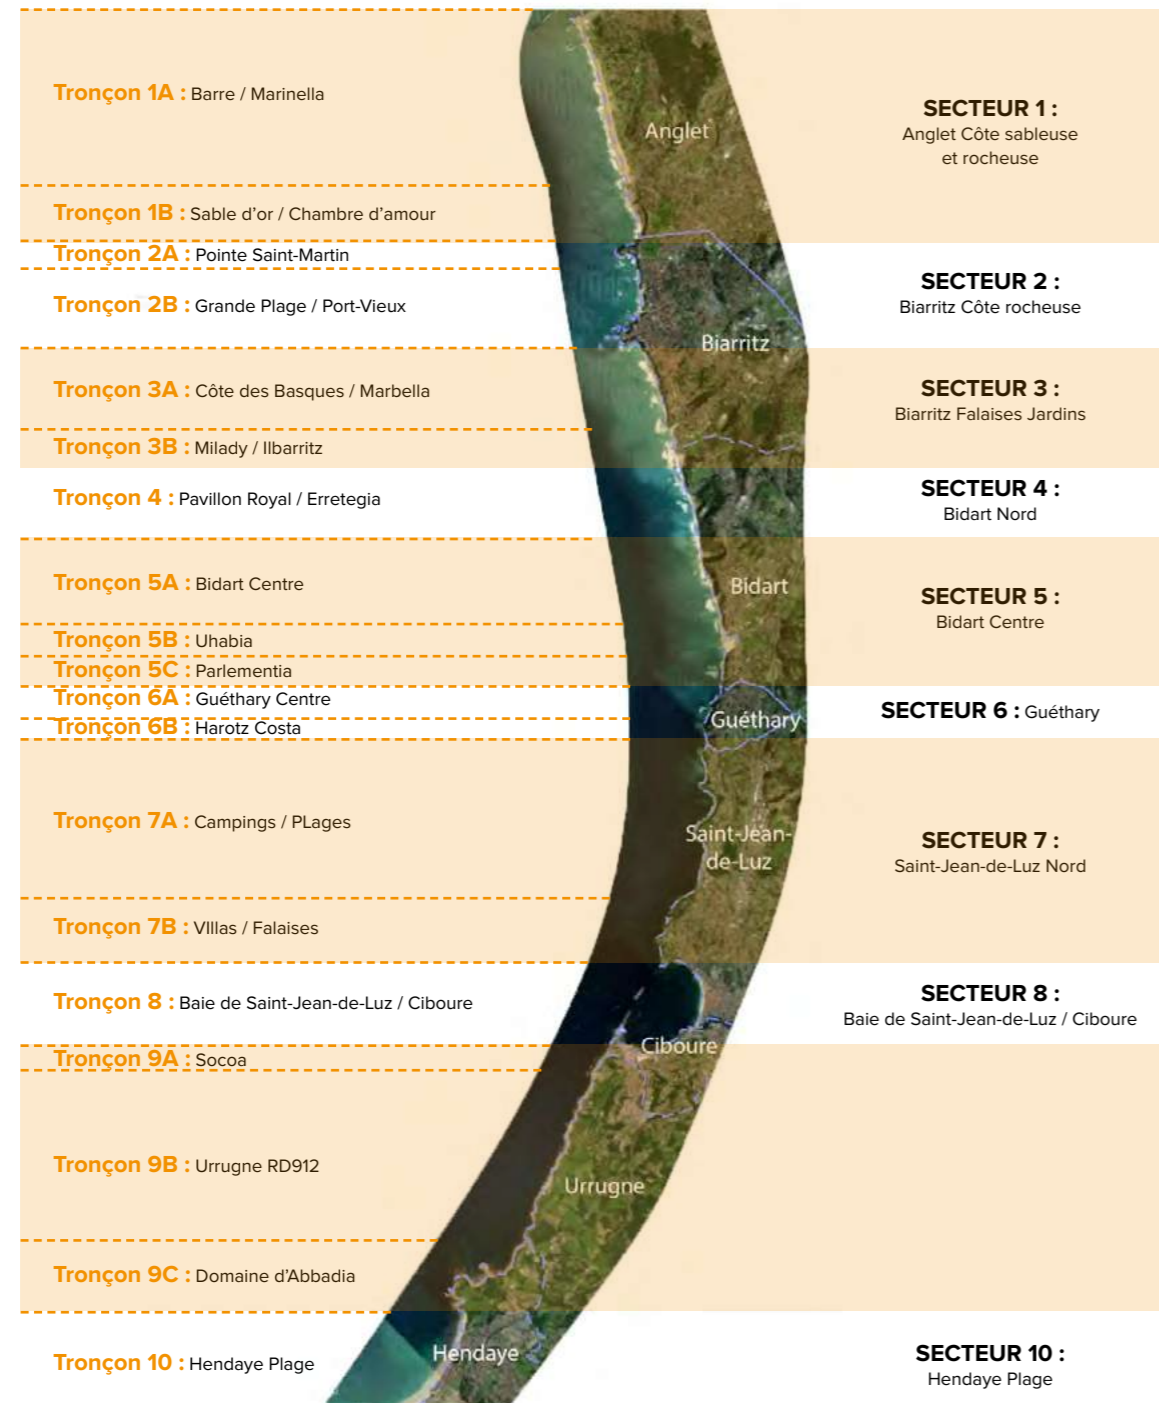 Tronçon 1A : Barre / Marinella
Tronçon 1B : Sable d'or / Chambre d'amour
Tronçon 2A : Pointe Saint-Martin
Tronçon 2B : Grande Plage / Port-Vieux
Tronçon 3A : Côte des Basques / Marbella
Tronçon 3B : Milady / Ilbarritz
Tronçon 4 : Pavillon Royal / Erretegia
Tronçon 5A : Bidart Centre
Tronçon 5B : Uhabia
Tronçon 5C : Parlementia
Tronçon 6A : Guéthary Centre
Tronçon 6B : Harotz Costa
Tronçon 7A : Campings / PLages
Tronçon 7B : VIllas / Falaises
Tronçon 8 : Baie de Saint-Jean-de-Luz / Ciboure
Tronçon 9A : Socoa
Tronçon 9B : Urrugne RD912
Tronçon 9C : Domaine d'Abbadia
Tronçon 10 : Hendaye Plage
Anglet
Biarritz
Bidart
Guéthary
Saint-Jean-
de-Luz
Ciboure
Urrugne
Hendaye
SECTEUR 1 :
Anglet Côte sableuse
et rocheuse
SECTEUR 2 :
Biarritz Côte rocheuse
SECTEUR 3 :
Biarritz Falaises Jardins
SECTEUR 4 :
Bidart Nord
SECTEUR 5 :
Bidart Centre
SECTEUR 6 : Guéthary
SECTEUR 7 :
Saint-Jean-de-Luz Nord
SECTEUR 8 :
Baie de Saint-Jean-de-Luz / Ciboure
SECTEUR 10 :
Hendaye Plage